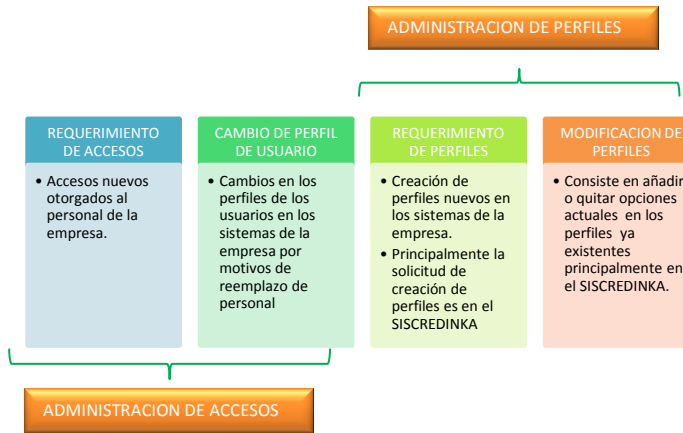 ADMINISTRACION DE PERFILES
REQUERIMIENTO
DE ACCESOS
• Accesos nuevos
otorgados al
personal de la
empresa.
CAMBIO DE PERFIL
DE USUARIO
• Cambios en los
perfiles de los
usuarios en los
sistemas de la
empresa por
motivos de
reemplazo de
personal
REQUERIMIENTO
DE PERFILES
• Creación de
perfiles nuevos en
los sistemas de la
empresa.
• Principalmente la
solicitud de
creación de
perfiles es en el
SISCREDINKA
MODIFICACION DE
PERFILES
• Consiste en añadir
o quitar opciones
actuales en los
perfiles ya
existentes
principalmente en
el SISCREDINKA.
ADMINISTRACION DE ACCESOS